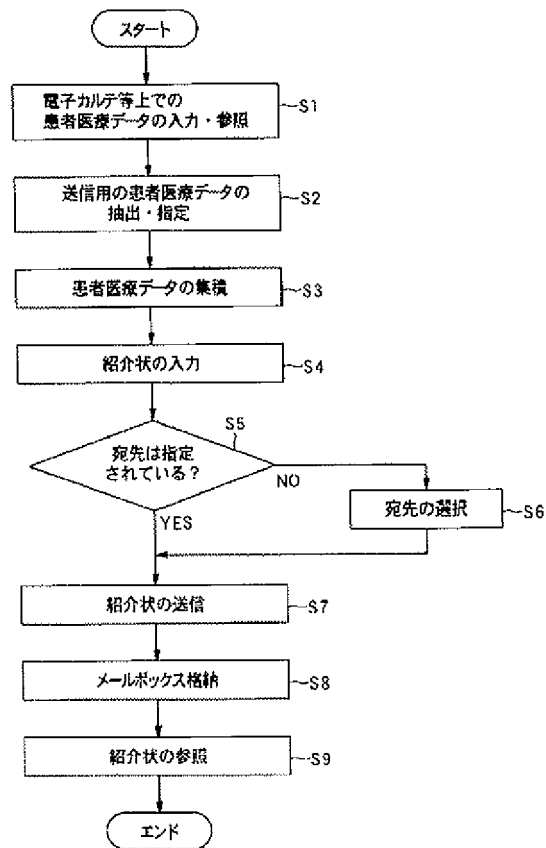 スタート
電子カルテ等上での
患者医療データの入力・参照
S1
送信用の患者医療データの
抽出・指定
S2
患者医療データの集積
S3
紹介状の入力
S4
S5
宛先は指定
されている？
NO
YES
宛先の選択
S6
紹介状の送信
S7
メールボックス格納
S8
紹介状の参照
S9
エンド